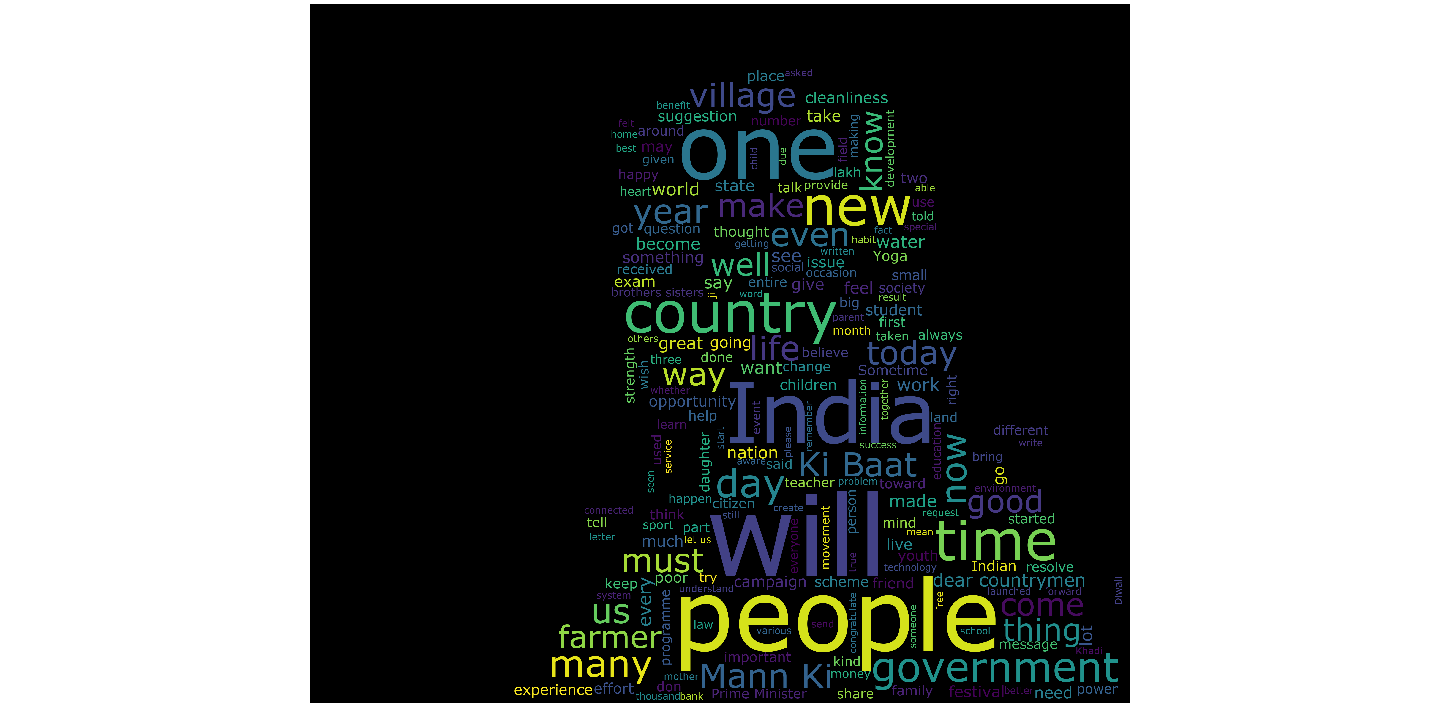 place asked
village cleanliness
benefit
suggestion number take
felt around one know making development
home may field
best given child due
happy lakh two
heart world state talk provide able
year make new use
told
got question thought even habit fact special
become getting written water
something well see issue Yoga
received social occasion small
exam say entire give feel society
brothers sisters ji word big result
country student
parent first
others great going month taken always
strength three done life believe today
wish way want change Sometime
whether children work right
opportunity India information together
help event remember land
learn start please success different
used service nation Ki Baat education write
daughter aware said now bring
seen day teacher problem toward go
happen citizen environment
connected still create person made good
think part will request started
tell sport mind
letter much let us everyone movement true mean time
must live youth
technology Indian resolve
keep poor try campaign scheme friend dear countrymen
system every understand launched orward Diwali
us people someone ree come
programme law various send congratulate school thing lot
farmer message
important kind Khadi
many mother Mann Ki money government
experience effort don Prime Minister share family festival better need power
thousand bank